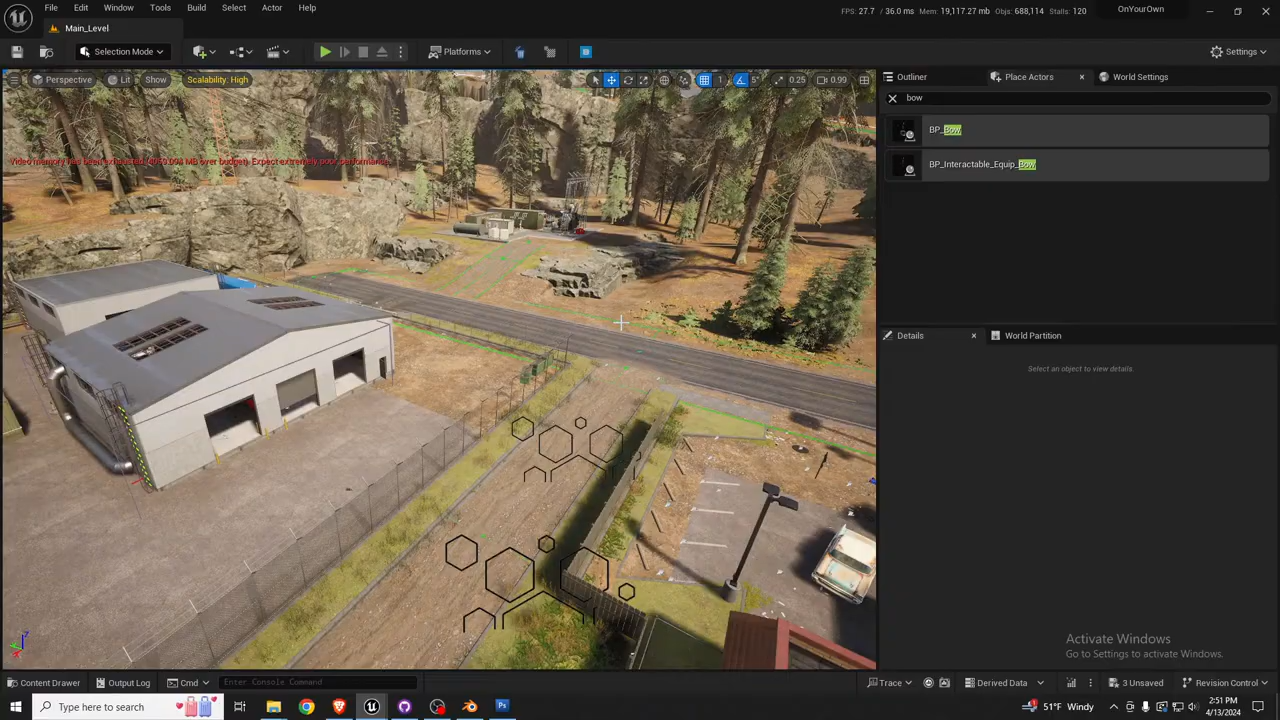 File Edit Window Tools Build Select Actor Help
FPS: 27.7 / 36.0 ms Mem: 19,117.27 mb Objs: 688,114 Stalls: 120
OnYourOwn
Main_Level
Selection Mode
Platforms
Settings
Perspective Lit Show Scalability: High
1 5° 0.25 0.99
Outliner Place Actors World Settings
bow
BP_Bow
BP_Interactable_Equip_Bow
Details World Partition
Select an object to view details.
Activate Windows
Go to Settings to activate Windows.
Content Drawer Output Log Cmd Enter Console Command
Trace Derived Data 3 Unsaved Revision Control
Type here to search
51°F Windy
2:51 PM
4/13/2024